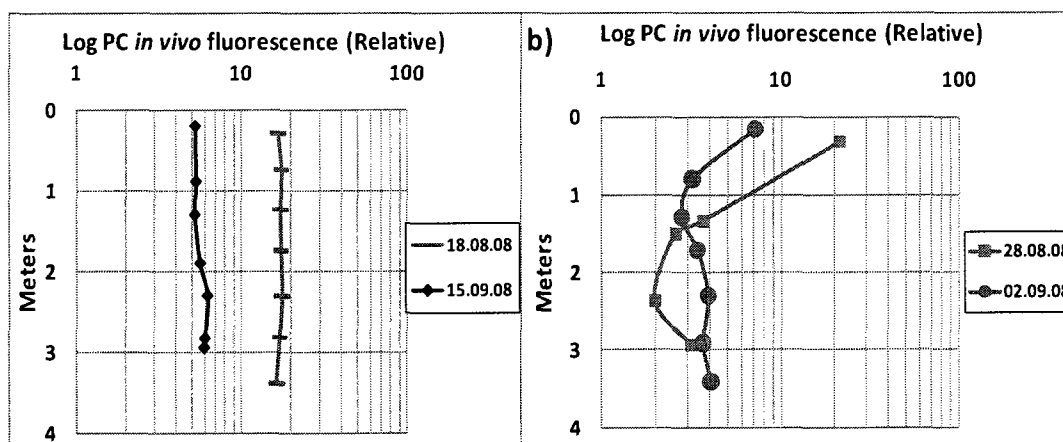 Log PC in vivo fluorescence (Relative)
1 10 100
0
1
2
3
4
Meters
18.08.08
15.09.08
b)
Log PC in vivo fluorescence (Relative)
1 10 100
0
1
2
3
4
Meters
28.08.08
02.09.08